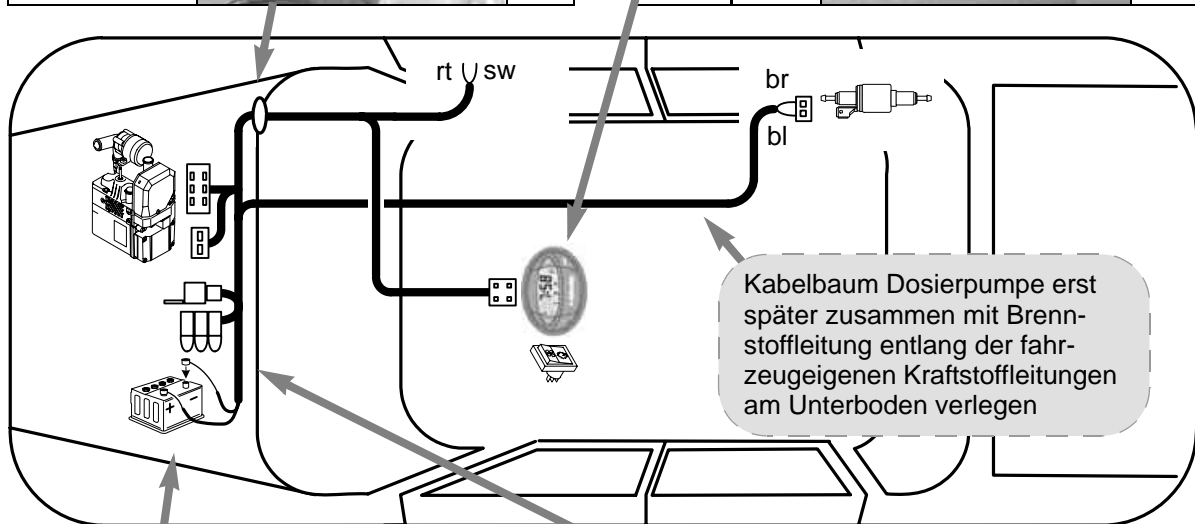 rt sw
br
bl
Kabelbaum Dosierpumpe erst
später zusammen mit Brenn-
stoffleitung entlang der fahr-
zeugeigenen Kraftstoffleitungen
am Unterboden verlegen
+ −